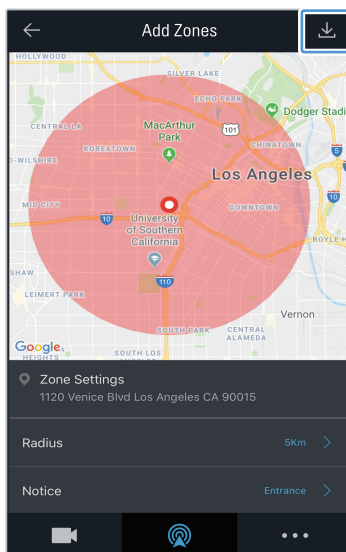 Add Zones
HOLLYWOOD
SILVER LAKE
ECHO PARK
Dodger Stadi
CENTRAL LA
MacArthur
Park
101
KOREATOWN
CHINATOWN
5
O-WILSHIRE
Los Angeles
10
MID CITY
10
University
of Southern
California
DOWNTOWN
BOYLE H
SHAW
110
LEIMERT PARK
Vernon
SOUTH PARK
CENTRAL
ALAMEDA
Google
HEIGHTS
SOUTH LOS
Zone Settings
1120 Venice Blvd Los Angeles CA 90015
Radius
5Km
Notice
Entrance